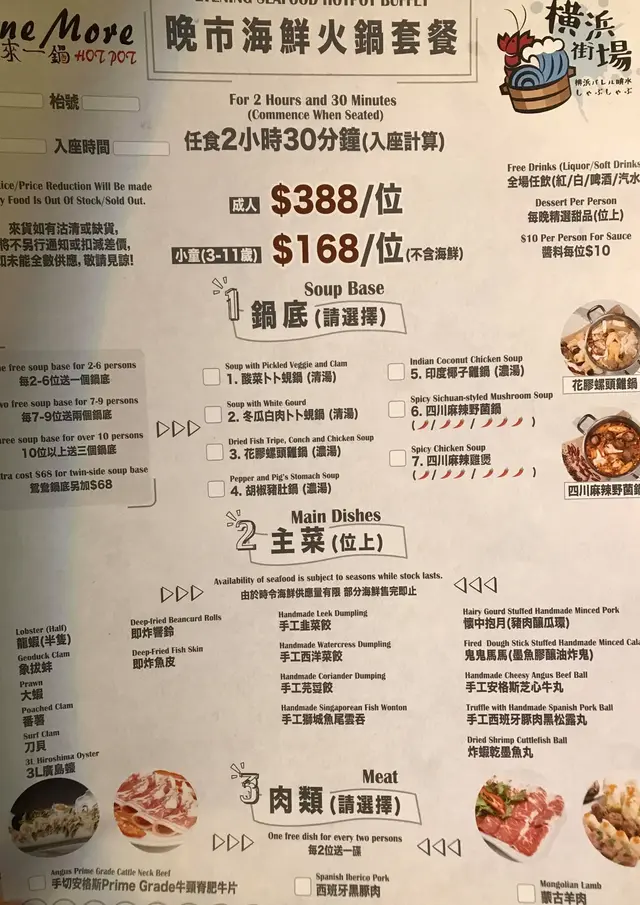 EVENING SEAFOOD HOTPOT BUFFET
晚市海鮮火鍋套餐
ne More
來一鍋 HOT POT
枱號
入座時間
For 2 Hours and 30 Minutes
(Commence When Seated)
任食2小時30分鐘(入座計算)
成人 $388/位
小童(3-11歲) $168/位(不含海鮮)
ice/Price Reduction Will Be made
y Food Is Out Of Stock/Sold Out.
來貨如有沽清或缺貨,
將不另行通知或扣減差價,
如未能全數供應,敬請見諒!
橫浜
街場
Free Drinks (Liquor/Soft Drinks
全場任飲(紅/白/啤酒/汽水
Dessert Per Person
每晚精選甜品(位上)
$10 Per Person For Sauce
醬料每位$10
Soup Base
1 鍋底(請選擇)
ne free soup base for 2-6 persons
每2-6位送一個鍋底
wo free soup base for 7-9 persons
每7-9位送兩個鍋底
ree soup base for over 10 persons
10位以上送三個鍋底
tra cost $68 for twin-side soup base
鴛鴦鍋底另加$68
Soup with Pickled Veggie and Clam
1. 酸菜卜卜蜆鍋 (清湯)
Soup with White Gourd
2. 冬瓜白肉卜卜蜆鍋 (清湯)
Dried Fish Tripe, Conch and Chicken Soup
3. 花膠螺頭雞鍋 (濃湯)
Pepper and Pig's Stomach Soup
4. 胡椒豬肚鍋 (濃湯)
Indian Coconut Chicken Soup
5. 印度椰子雞鍋 (濃湯)
Spicy Sichuan-styled Mushroom Soup
6. 四川麻辣野菌鍋
Spicy Chicken Soup
7. 四川麻辣雞煲
花膠螺頭雞鍋
四川麻辣野菌鍋
Main Dishes
2 主菜(位上)
Availability of seafood is subject to seasons while stock lasts.
由於時令海鮮供應量有限 部分海鮮售完即止
Lobster (Half)
龍蝦(半隻)
Geoduck Clam
象拔蚌
Prawn
大蝦
Poached Clam
番薯
Surf Clam
刀貝
3L Hiroshima Oyster
3L廣島蠔
Deep-fried Beancurd Rolls
即炸響鈴
Deep-Fried Fish Skin
即炸魚皮
Handmade Leek Dumpling
手工韭菜餃
Handmade Watercress Dumpling
手工西洋菜餃
Handmade Coriander Dumping
手工芫荽餃
Handmade Singaporean Fish Wonton
手工獅城魚尾雲吞
Hairy Gourd Stuffed Handmade Minced Pork
懷中抱月(豬肉釀瓜環)
Fired Dough Stick Stuffed Handmade Minced Cala
鬼鬼馬馬(墨魚膠釀油炸鬼)
Handmade Cheesy Angus Beef Ball
手工安格斯芝心牛丸
Truffle with Handmade Spanish Pork Ball
手工西班牙豚肉黑松露丸
Dried Shrimp Cuttlefish Ball
炸蝦乾墨魚丸
Meat
3 肉類(請選擇)
One free dish for every two persons
每2位送一碟
Angus Prime Grade Cattle Neck Beef
手切安格斯Prime Grade牛頸脊肥牛片
Spanish Iberico Pork
西班牙黑豚肉
Mongolian Lamb
蒙古羊肉